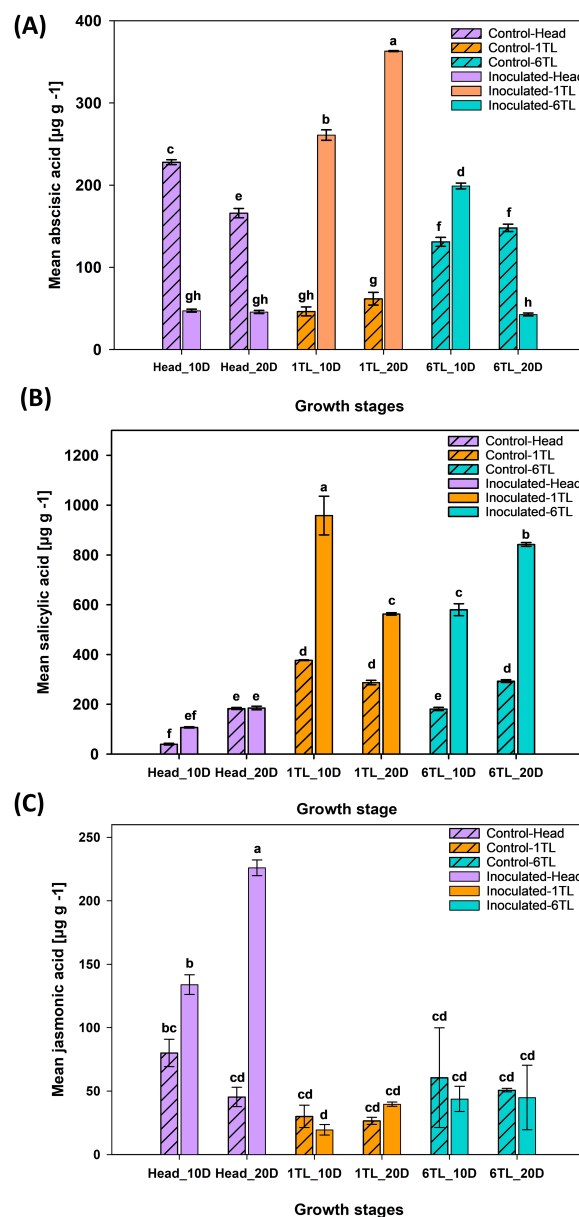 (A)
Mean abscisic acid [µg g -1]
400
300
200
100
0
Control-Head
Control-1TL
Control-6TL
Inoculated-Head
Inoculated-1TL
Inoculated-6TL
c
gh
e
gh
gh
b
g
a
f
d
f
h
Head_10D Head_20D 1TL_10D 1TL_20D 6TL_10D 6TL_20D
Growth stages
(B)
Mean salicylic acid [µg g -1]
1200
1000
800
600
400
200
0
Control-Head
Control-1TL
Control-6TL
Inoculated-Head
Inoculated-1TL
Inoculated-6TL
f
ef
e
e
d
a
d
c
e
c
d
b
Head_10D Head_20D 1TL_10D 1TL_20D 6TL_10D 6TL_20D
Growth stage
(C)
Mean jasmonic acid [µg g -1]
250
200
150
100
50
0
Control-Head
Control-1TL
Control-6TL
Inoculated-Head
Inoculated-1TL
Inoculated-6TL
bc
b
cd
a
cd
d
cd
cd
cd
cd
cd
cd
Head_10D Head_20D 1TL_10D 1TL_20D 6TL_10D 6TL_20D
Growth stages